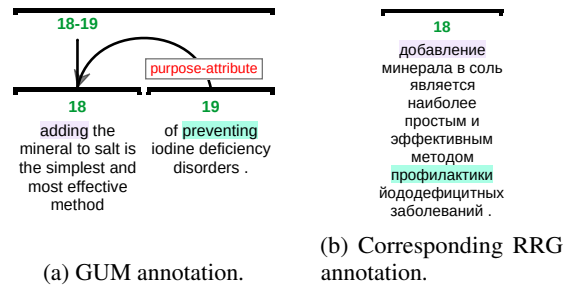 18-19
purpose-attribute
18
adding the
mineral to salt is
the simplest and
most effective
method
19
of preventing
iodine deficiency
disorders .
(a) GUM annotation.
18
добавление
минерала в соль
является
наиболее
простым и
эффективным
методом
профилактики
йододефицитных
заболеваний .
(b) Corresponding RRG
annotation.